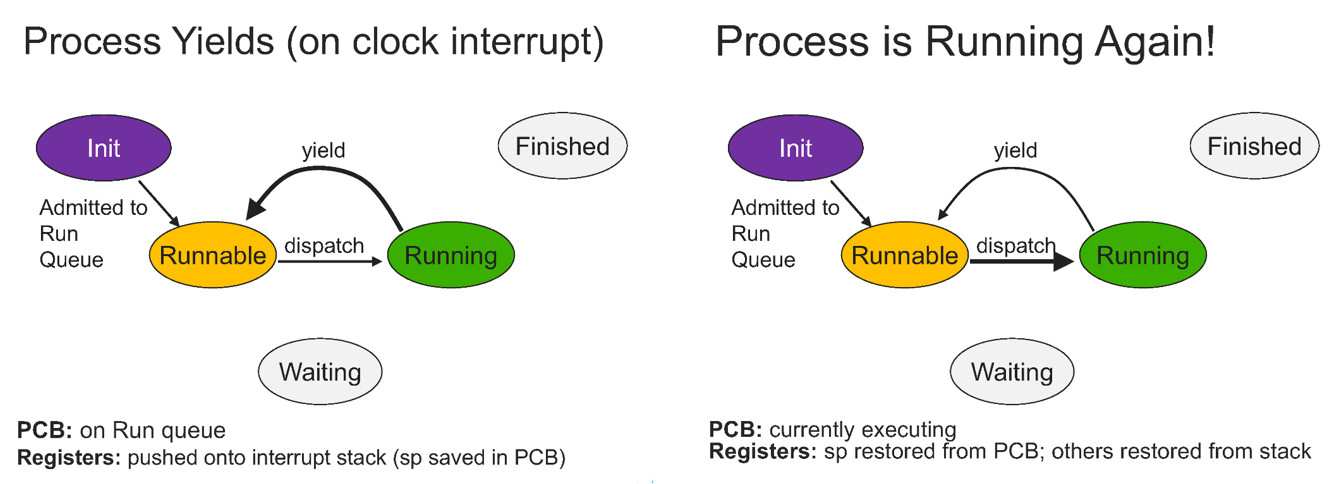 Process Yields (on clock interrupt)
Init
Finished
yield
Admitted to
Run
Queue
Runnable
dispatch
Running
Waiting
PCB: on Run queue
Registers: pushed onto interrupt stack (sp saved in PCB)
Process is Running Again!
Init
Finished
yield
Admitted to
Run
Queue
Runnable
dispatch
Running
Waiting
PCB: currently executing
Registers: sp restored from PCB; others restored from stack